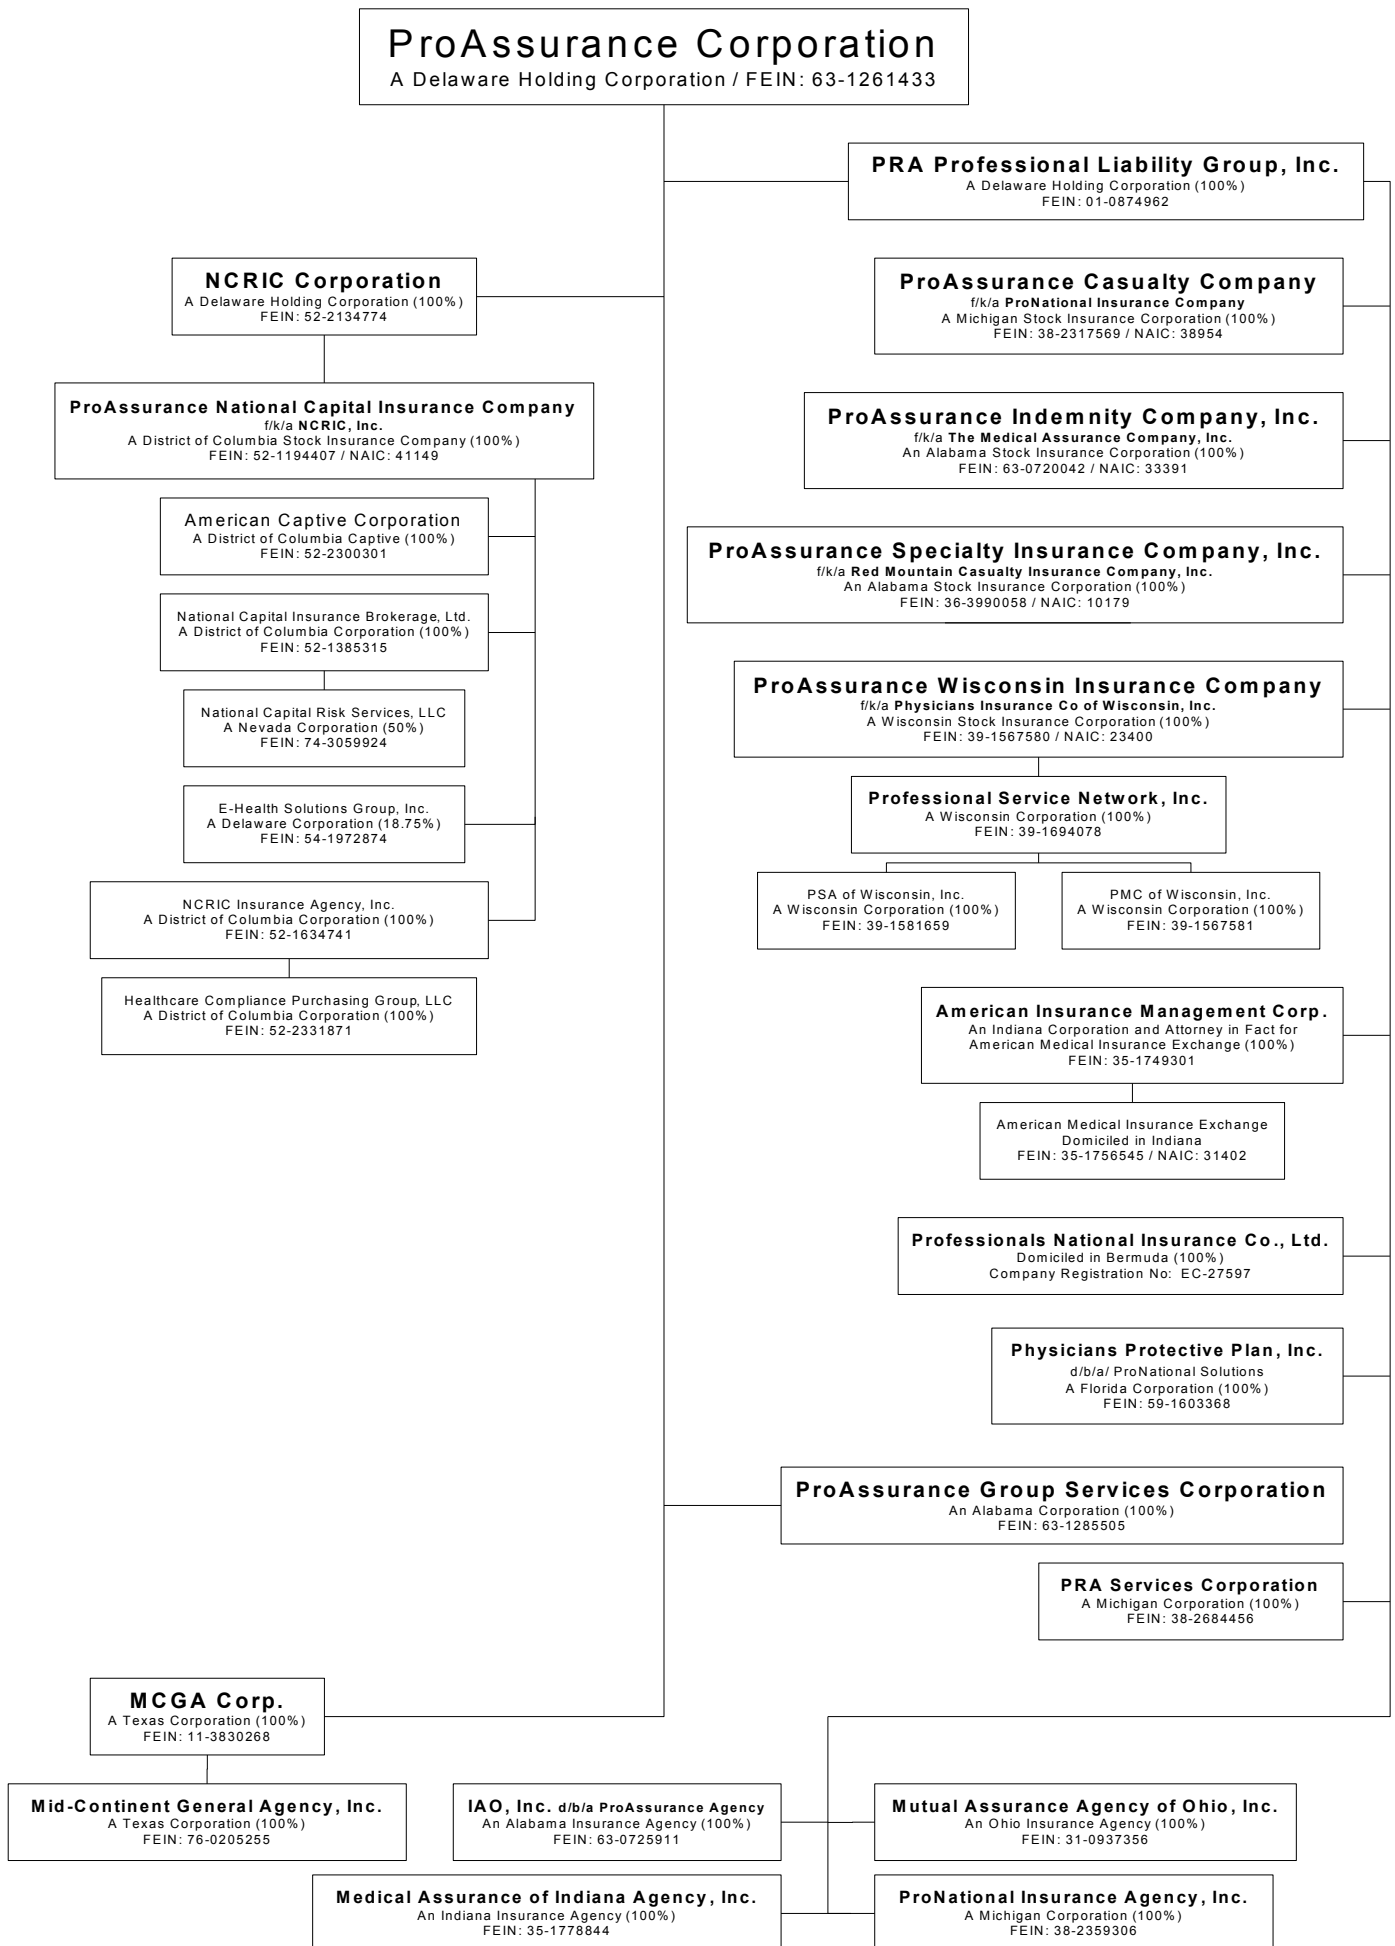 ProAssurance Corporation
A Delaware Holding Corporation / FEIN: 63-1261433
PRA Professional Liability Group, Inc.
A Delaware Holding Corporation (100%)
FEIN: 01-0874962
NCRIC Corporation
A Delaware Holding Corporation (100%)
FEIN: 52-2134774
ProAssurance National Capital Insurance Company
f/k/a NCRIC, Inc.
A District of Columbia Stock Insurance Company (100%)
FEIN: 52-1194407 / NAIC: 41149
American Captive Corporation
A District of Columbia Captive (100%)
FEIN: 52-2300301
National Capital Insurance Brokerage, Ltd.
A District of Columbia Corporation (100%)
FEIN: 52-1385315
National Capital Risk Services, LLC
A Nevada Corporation (50%)
FEIN: 74-3059924
E-Health Solutions Group, Inc.
A Delaware Corporation (18.75%)
FEIN: 54-1972874
NCRIC Insurance Agency, Inc.
A District of Columbia Corporation (100%)
FEIN: 52-1634741
Healthcare Compliance Purchasing Group, LLC
A District of Columbia Corporation (100%)
FEIN: 52-2331871
ProAssurance Casualty Company
f/k/a ProNational Insurance Company
A Michigan Stock Insurance Corporation (100%)
FEIN: 38-2317569 / NAIC: 38954
ProAssurance Indemnity Company, Inc.
f/k/a The Medical Assurance Company, Inc.
An Alabama Stock Insurance Corporation (100%)
FEIN: 63-0720042 / NAIC: 33391
ProAssurance Specialty Insurance Company, Inc.
f/k/a Red Mountain Casualty Insurance Company, Inc.
An Alabama Stock Insurance Corporation (100%)
FEIN: 36-3990058 / NAIC: 10179
ProAssurance Wisconsin Insurance Company
f/k/a Physicians Insurance Co of Wisconsin, Inc.
A Wisconsin Stock Insurance Corporation (100%)
FEIN: 39-1567580 / NAIC: 23400
Professional Service Network, Inc.
A Wisconsin Corporation (100%)
FEIN: 39-1694078
PSA of Wisconsin, Inc.
A Wisconsin Corporation (100%)
FEIN: 39-1581659
PMC of Wisconsin, Inc.
A Wisconsin Corporation (100%)
FEIN: 39-1567581
American Insurance Management Corp.
An Indiana Corporation and Attorney in Fact for
American Medical Insurance Exchange (100%)
FEIN: 35-1749301
American Medical Insurance Exchange
Domiciled in Indiana
FEIN: 35-1756545 / NAIC: 31402
Professionals National Insurance Co., Ltd.
Domiciled in Bermuda (100%)
Company Registration No: EC-27597
Physicians Protective Plan, Inc.
d/b/a/ ProNational Solutions
A Florida Corporation (100%)
FEIN: 59-1603368
ProAssurance Group Services Corporation
An Alabama Corporation (100%)
FEIN: 63-1285505
PRA Services Corporation
A Michigan Corporation (100%)
FEIN: 38-2684456
MCGA Corp.
A Texas Corporation (100%)
FEIN: 11-3830268
Mid-Continent General Agency, Inc.
A Texas Corporation (100%)
FEIN: 76-0205255
IAO, Inc. d/b/a ProAssurance Agency
An Alabama Insurance Agency (100%)
FEIN: 63-0725911
Mutual Assurance Agency of Ohio, Inc.
An Ohio Insurance Agency (100%)
FEIN: 31-0937356
Medical Assurance of Indiana Agency, Inc.
An Indiana Insurance Agency (100%)
FEIN: 35-1778844
ProNational Insurance Agency, Inc.
A Michigan Corporation (100%)
FEIN: 38-2359306